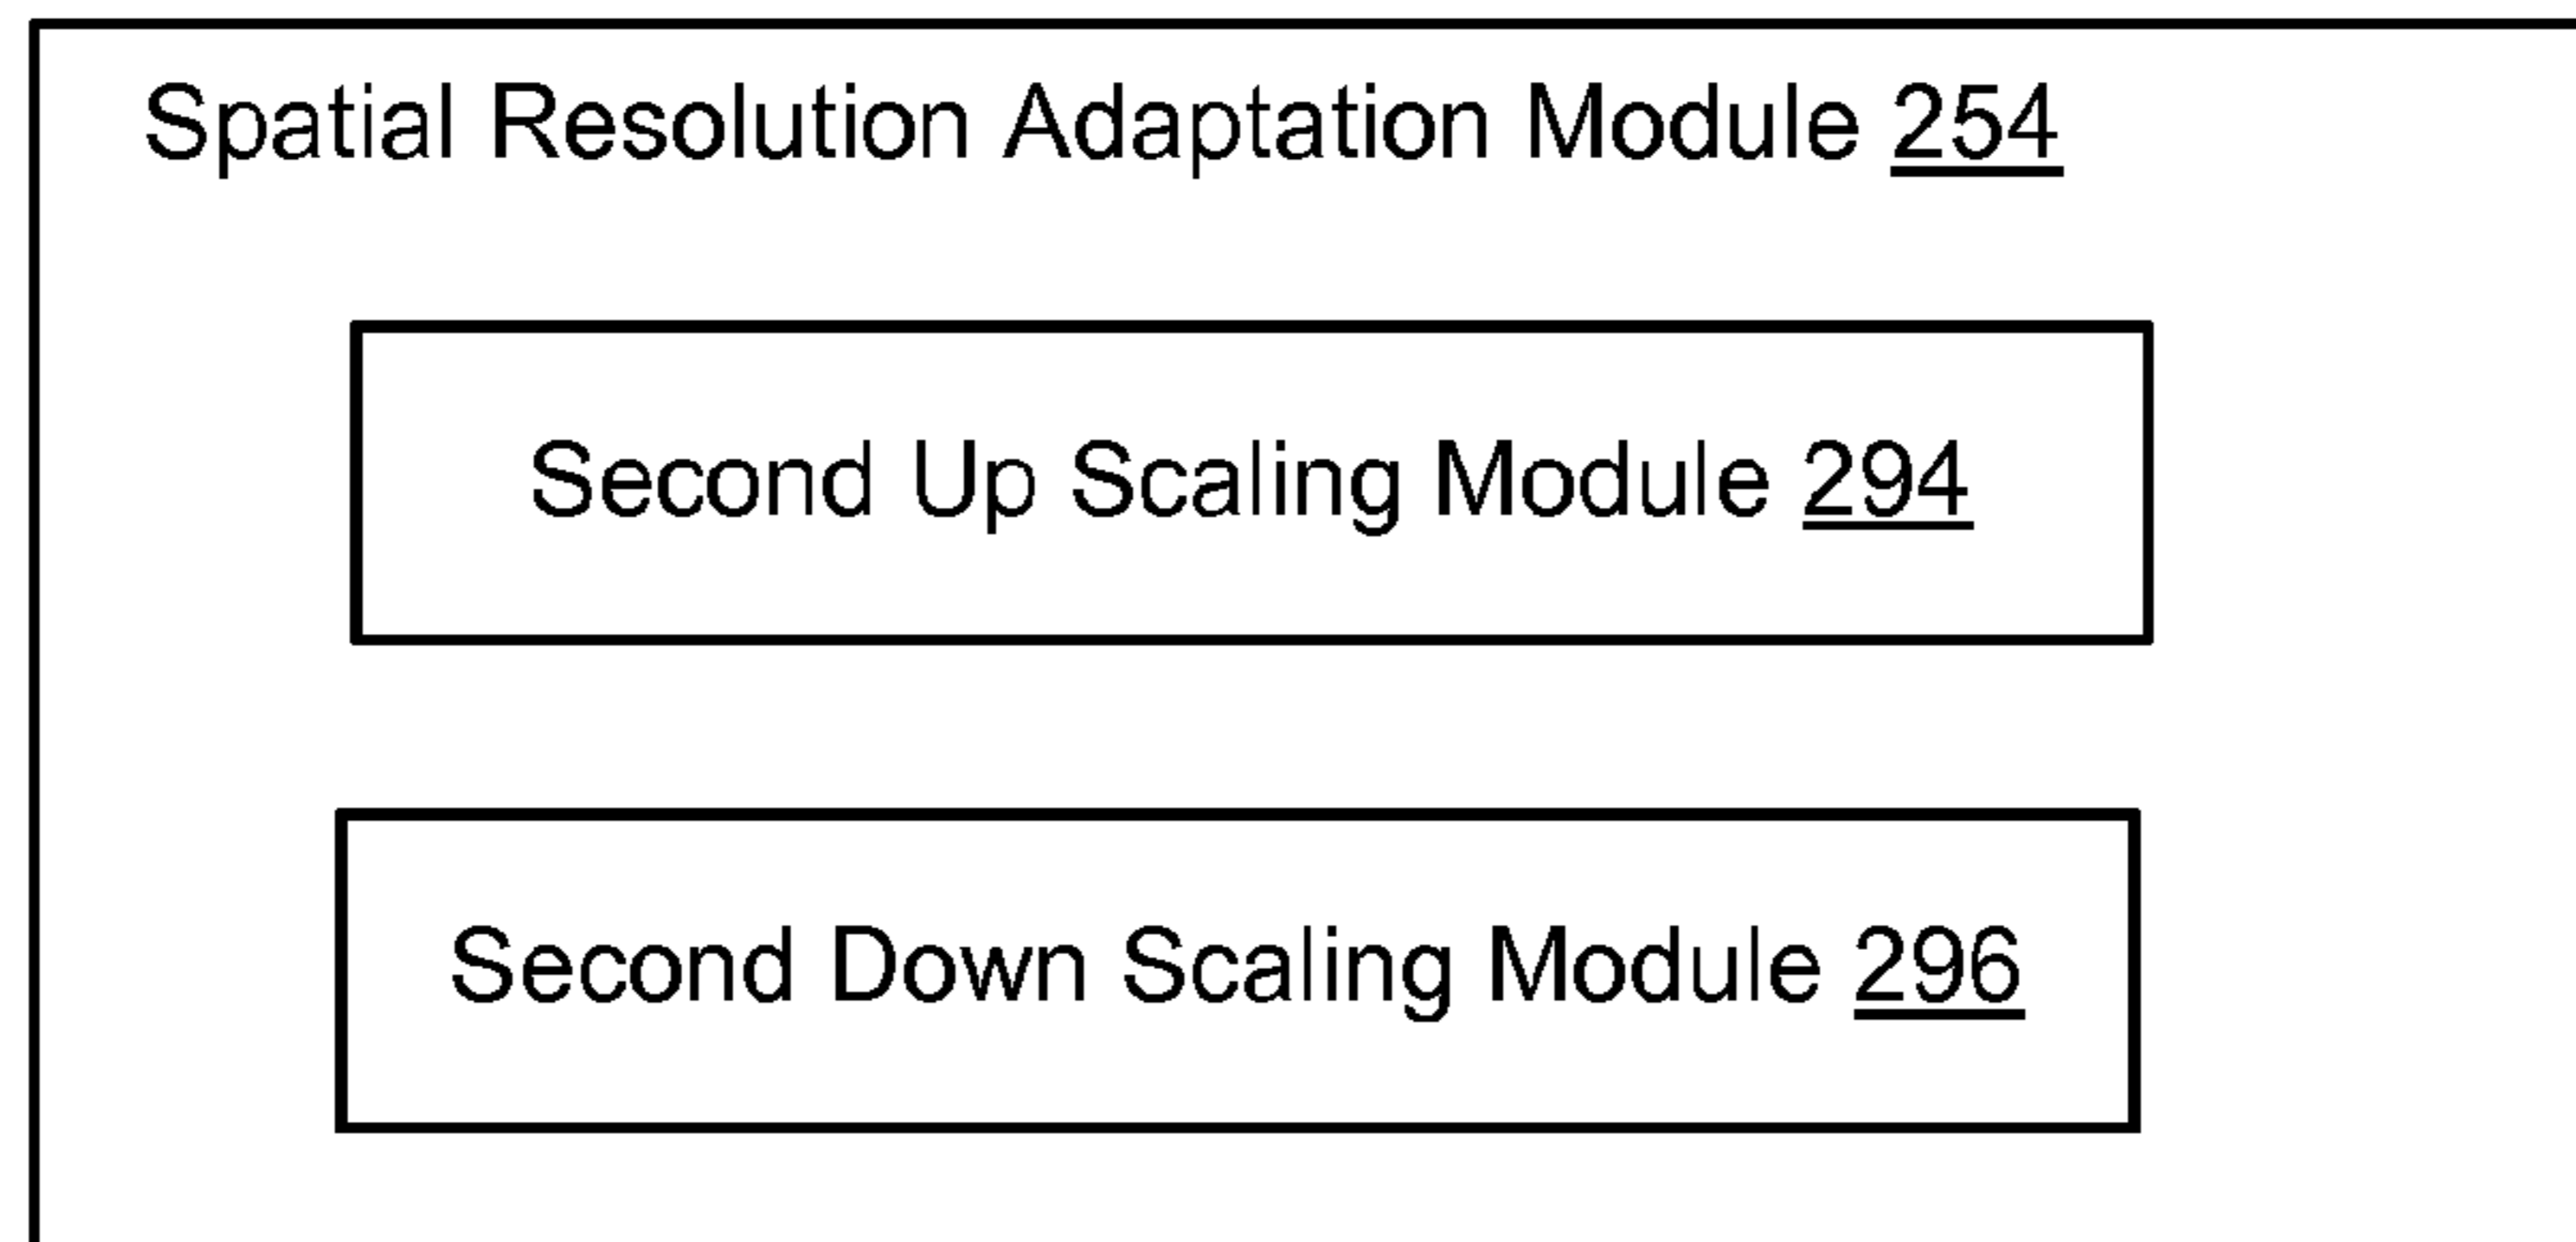 Spatial Resolution Adaptation Module 254
Second Up Scaling Module 294
Second Down Scaling Module 296